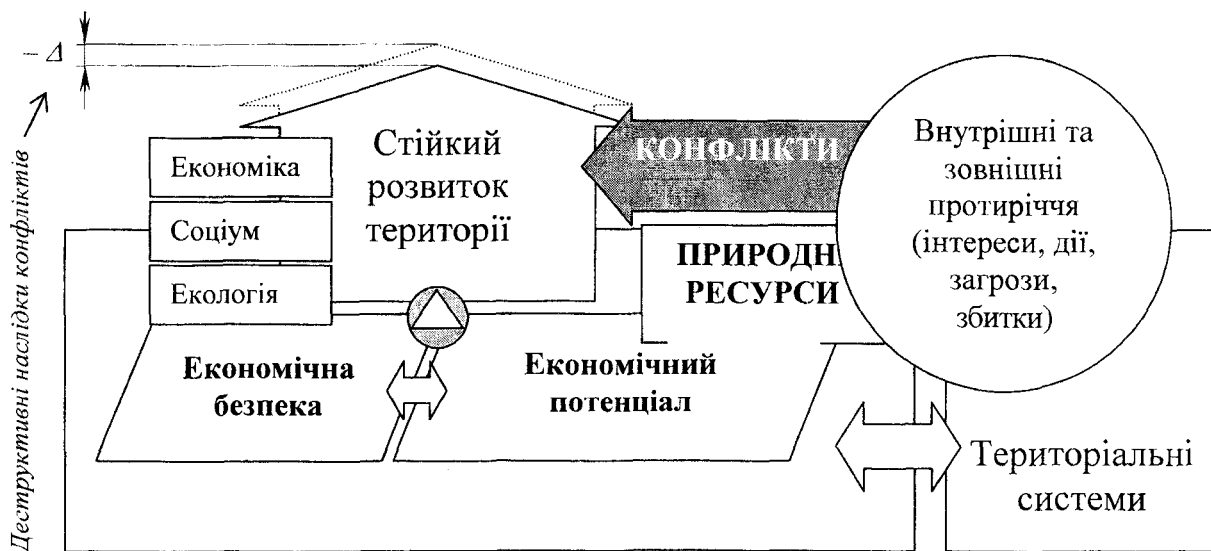 – Δ
Деструктивні наслідки конфліктів
Економіка
Соціум
Екологія
Стійкий
розвиток
території
КОНФЛІКТИ
ПРИРОДНІ
РЕСУРСИ
Внутрішні та
зовнішні
протиріччя
(інтереси, дії,
загрози,
збитки)
Економічна
безпека
Економічний
потенціал
Територіальні
системи